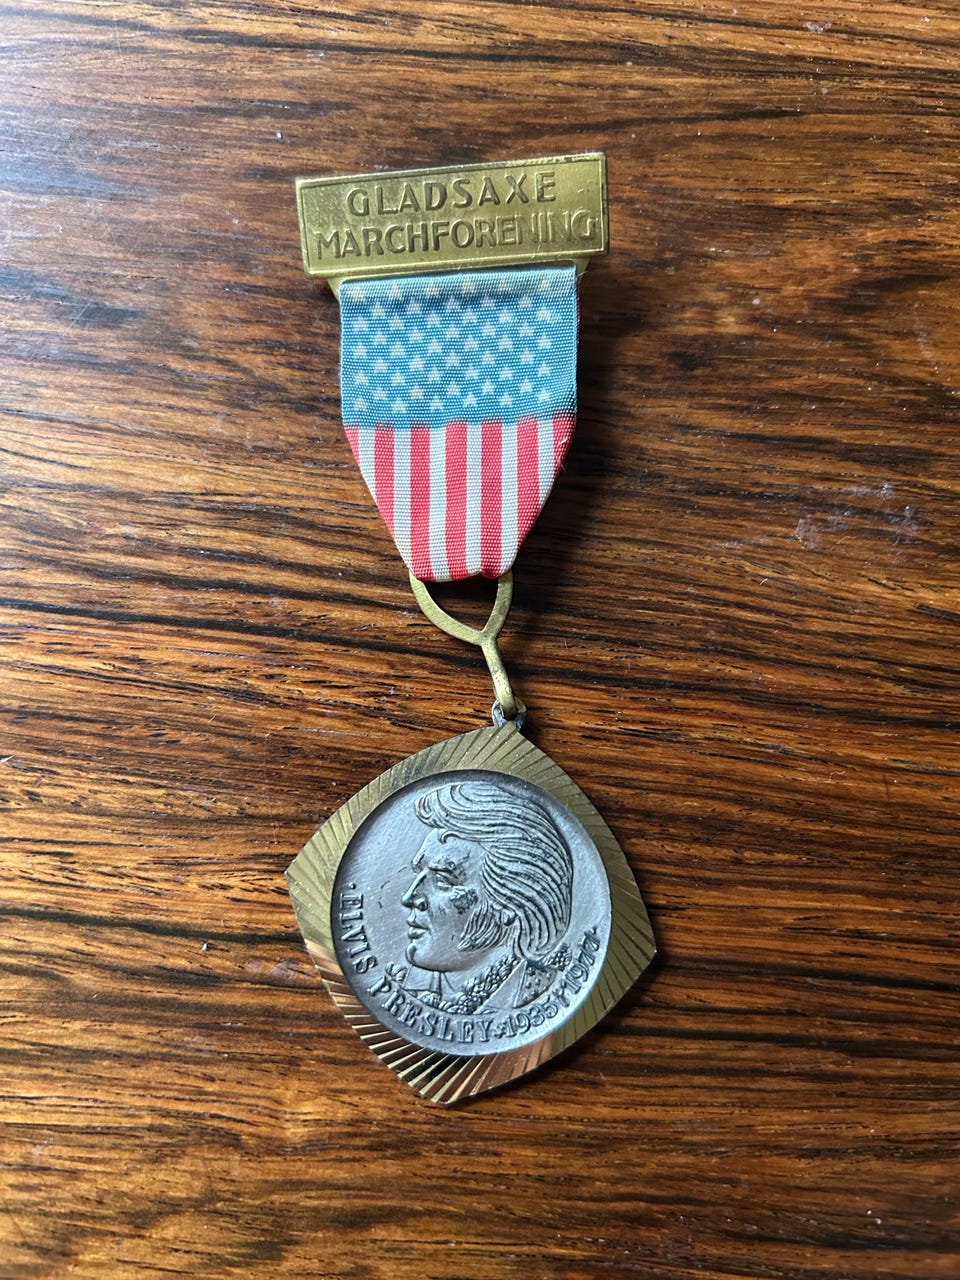 GLADSAXE
MARCHFORENING
·ELVIS PRESLEY*1935†1977·